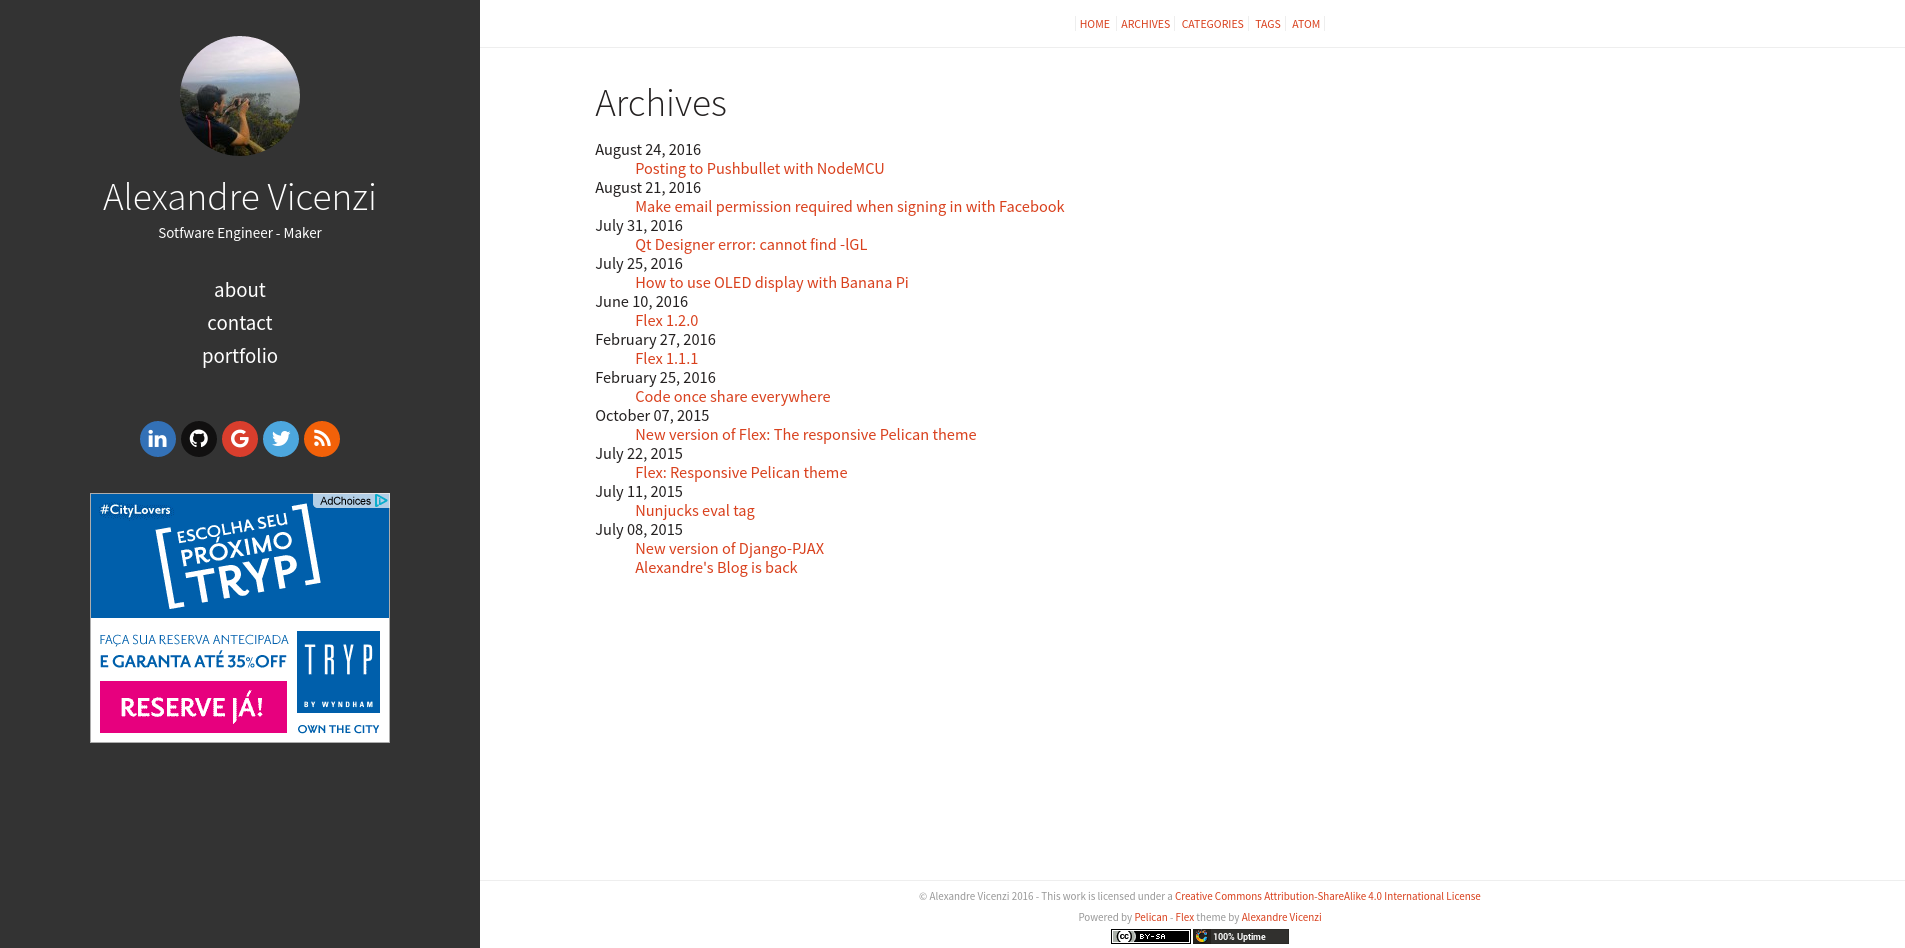 Alexandre Vicenzi
Sotfware Engineer - Maker
about
contact
portfolio
in
G
AdChoices
#CityLovers
ESCOLHA SEU
PRÓXIMO
TRYP
FAÇA SUA RESERVA ANTECIPADA
E GARANTA ATÉ 35%OFF
RESERVE JÁ!
TRYP
BY WYNDHAM
OWN THE CITY
HOME ARCHIVES CATEGORIES TAGS ATOM
Archives
August 24, 2016
Posting to Pushbullet with NodeMCU
August 21, 2016
Make email permission required when signing in with Facebook
July 31, 2016
Qt Designer error: cannot find -lGL
July 25, 2016
How to use OLED display with Banana Pi
June 10, 2016
Flex 1.2.0
February 27, 2016
Flex 1.1.1
February 25, 2016
Code once share everywhere
October 07, 2015
New version of Flex: The responsive Pelican theme
July 22, 2015
Flex: Responsive Pelican theme
July 11, 2015
Nunjucks eval tag
July 08, 2015
New version of Django-PJAX
Alexandre's Blog is back
© Alexandre Vicenzi 2016 - This work is licensed under a Creative Commons Attribution-ShareAlike 4.0 International License
Powered by Pelican - Flex theme by Alexandre Vicenzi
cc BY-SA 100% Uptime